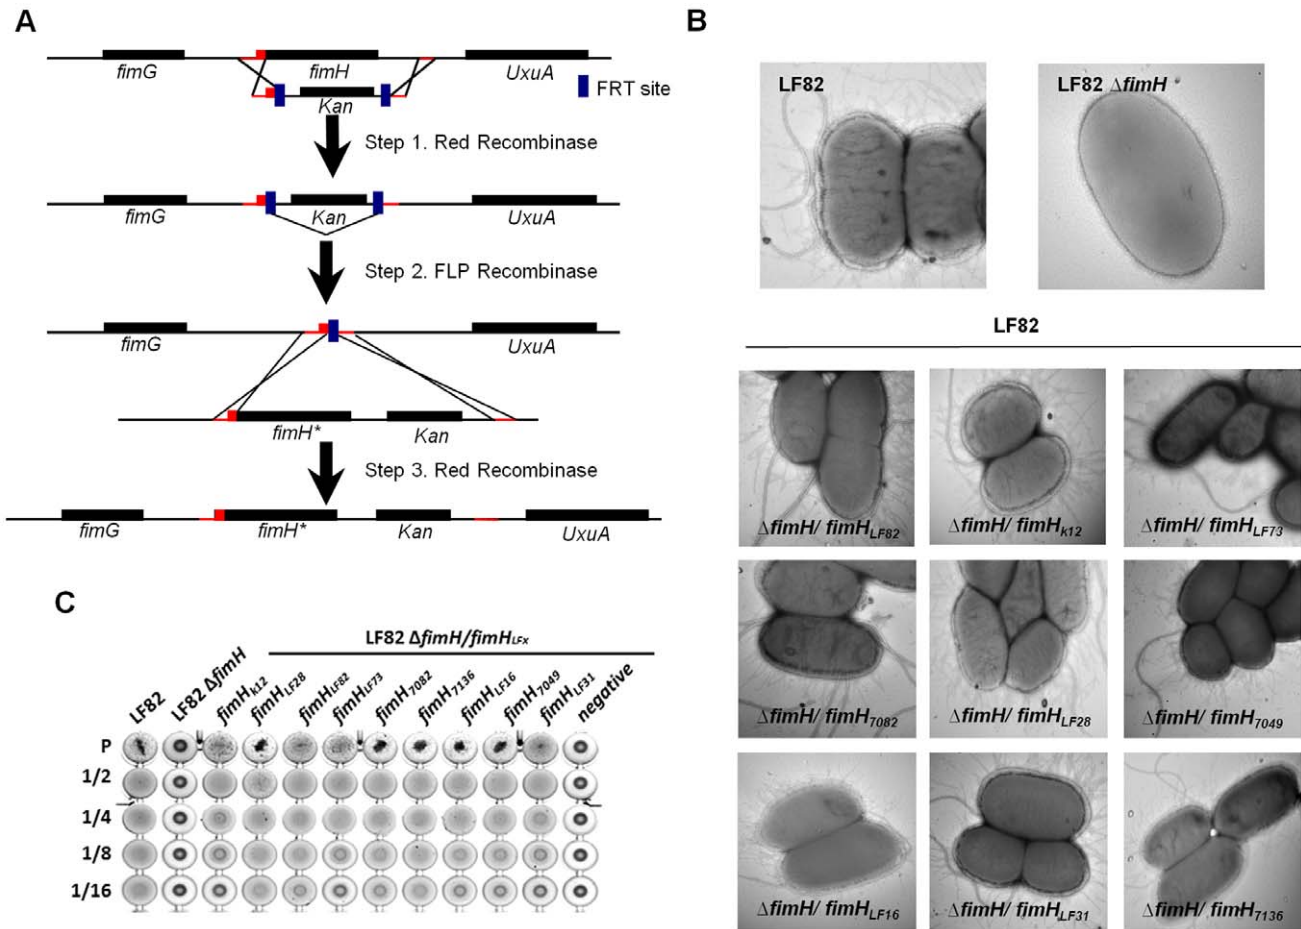 A
fimG
fimH
UxuA
FRT site
Kan
Step 1. Red Recombinase
fimG
Kan
UxuA
Step 2. FLP Recombinase
fimG
UxuA
fimH*
Kan
Step 3. Red Recombinase
fimG
fimH*
Kan
UxuA
B
LF82
LF82 ΔfimH
LF82
ΔfimH/ fimHLF82
ΔfimH/ fimHk12
ΔfimH/ fimHLF73
ΔfimH/ fimH7082
ΔfimH/ fimHLF28
ΔfimH/ fimH7049
ΔfimH/ fimHLF16
ΔfimH/ fimHLF31
ΔfimH/ fimH7136
C
LF82 ΔfimH/fimHLFx
LF82
LF82 ΔfimH
fimHk12
fimHLF28
fimHLF82
fimHLF73
fimH7082
fimH7136
fimHLF16
fimH7049
fimHLF31
negative
P
1/2
1/4
1/8
1/16